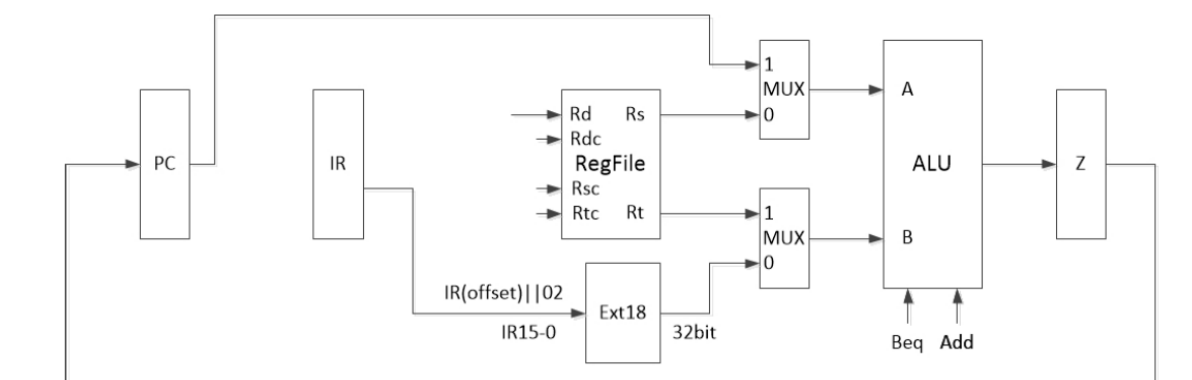 PC
IR
Rd
Rs
Rdc
RegFile
Rsc
Rtc
Rt
1
MUX
0
1
MUX
0
A
ALU
B
Z
IR(offset)||02
IR15-0
Ext18
32bit
Beq
Add